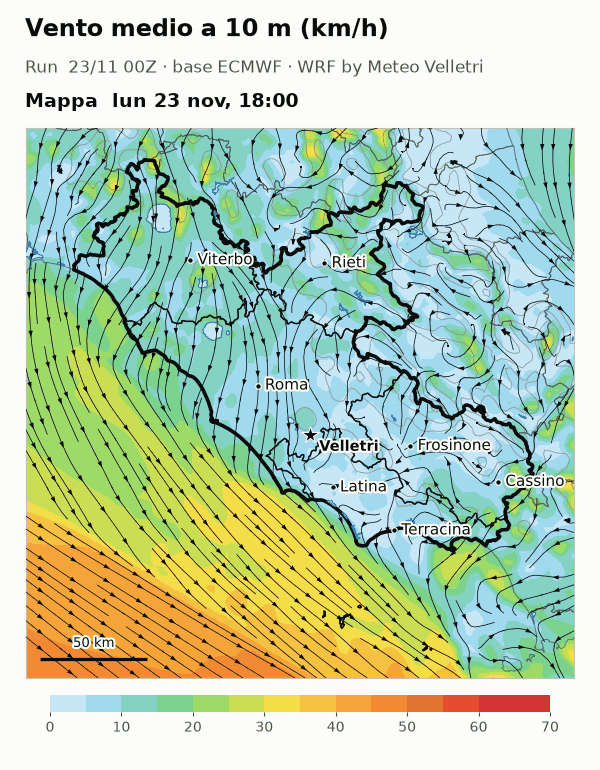 Vento medio a 10 m (km/h)
Run  23/11 00Z · base ECMWF · WRF by Meteo Velletri
Mappa  lun 23 nov, 18:00
Viterbo
Rieti
Roma
Velletri
Frosinone
Cassino
Latina
Terracina
50 km
0 10 20 30 40 50 60 70